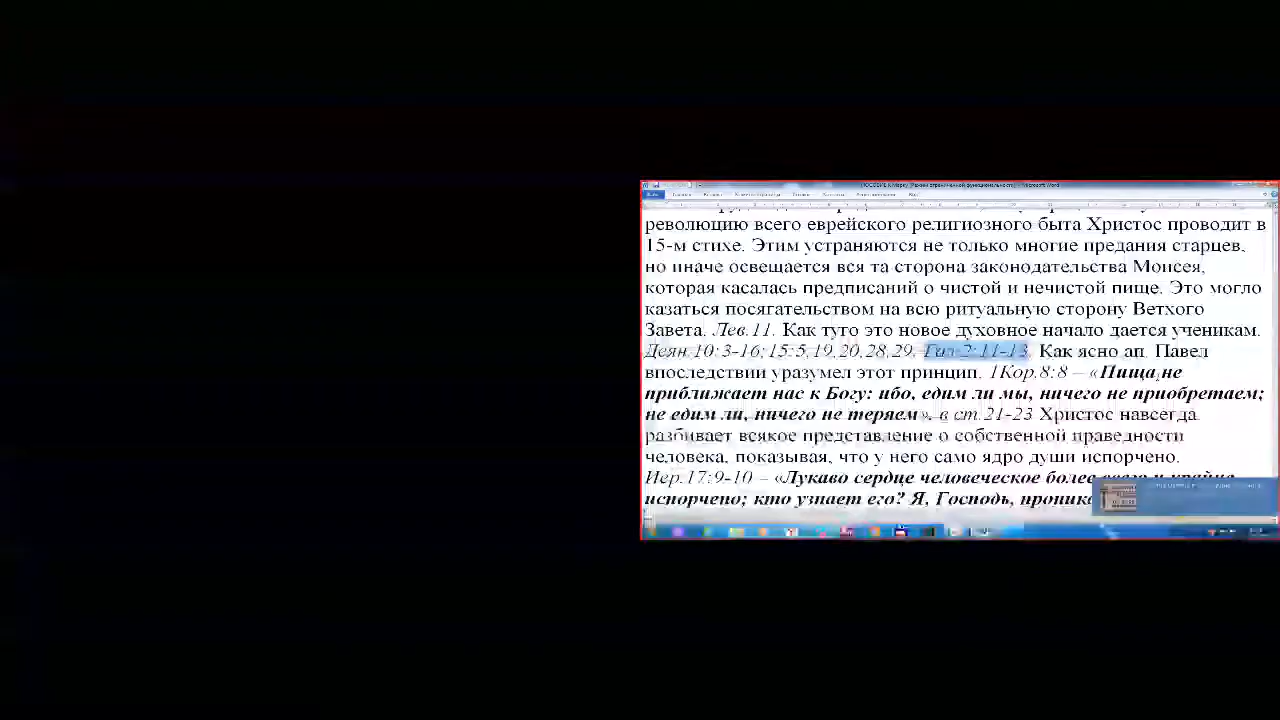 революцию всего еврейского религиозного быта Христос проводит в
15-м стихе. Этим устраняются не только многие предания старцев,
но иначе освещается вся та сторона законодательства Моисея,
которая касалась предписаний о чистой и нечистой пище. Это могло
казаться посягательством на всю ритуальную сторону Ветхого
Завета. Лев.11. Как туго это новое духовное начало дается ученикам.
Деян.10:3-16;15:5,19,20,28,29; Гал.2:11-13. Как ясно ап. Павел
впоследствии уразумел этот принцип. 1Кор.8:8 – «Пища не
приближает нас к Богу: ибо, едим ли мы, ничего не приобретаем;
не едим ли, ничего не теряем». в ст.21-23 Христос навсегда
разбивает всякое представление о собственной праведности
человека, показывая, что у него само ядро души испорчено.
Иер.17:9-10 – «Лукаво сердце человеческое более всего и крайне
испорчено; кто узнает его? Я, Господь,